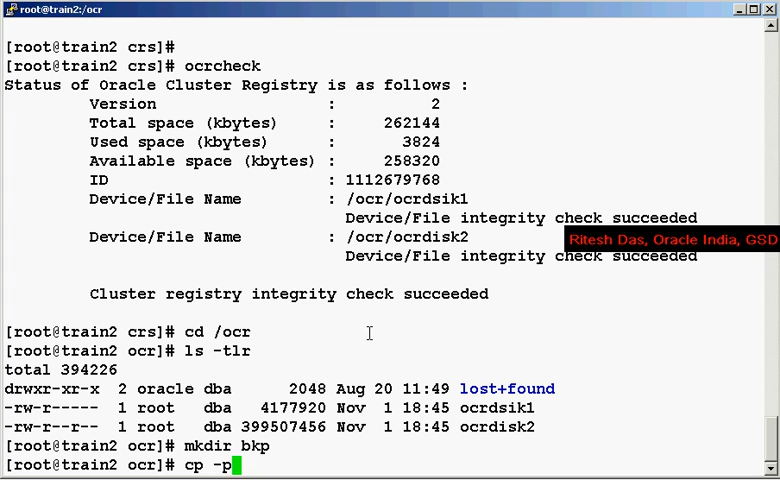 root@train2:/ocr
[root@train2 crs]#
[root@train2 crs]# ocrcheck
Status of Oracle Cluster Registry is as follows :
Version : 2
Total space (kbytes) : 262144
Used space (kbytes) : 3824
Available space (kbytes) : 258320
ID : 1112679768
Device/File Name : /ocr/ocrdsik1
Device/File integrity check succeeded
Device/File Name : /ocr/ocrdisk2
Ritesh Das, Oracle India, GSD
Device/File integrity check succeeded
Cluster registry integrity check succeeded
[root@train2 crs]# cd /ocr
[root@train2 ocr]# ls -tlr
total 394226
drwxr-xr-x 2 oracle dba 2048 Aug 20 11:49 lost+found
-rw-r----- 1 root dba 4177920 Nov 1 18:45 ocrdsik1
-rw-r--r-- 1 root dba 399507456 Nov 1 18:45 ocrdisk2
[root@train2 ocr]# mkdir bkp
[root@train2 ocr]# cp -p